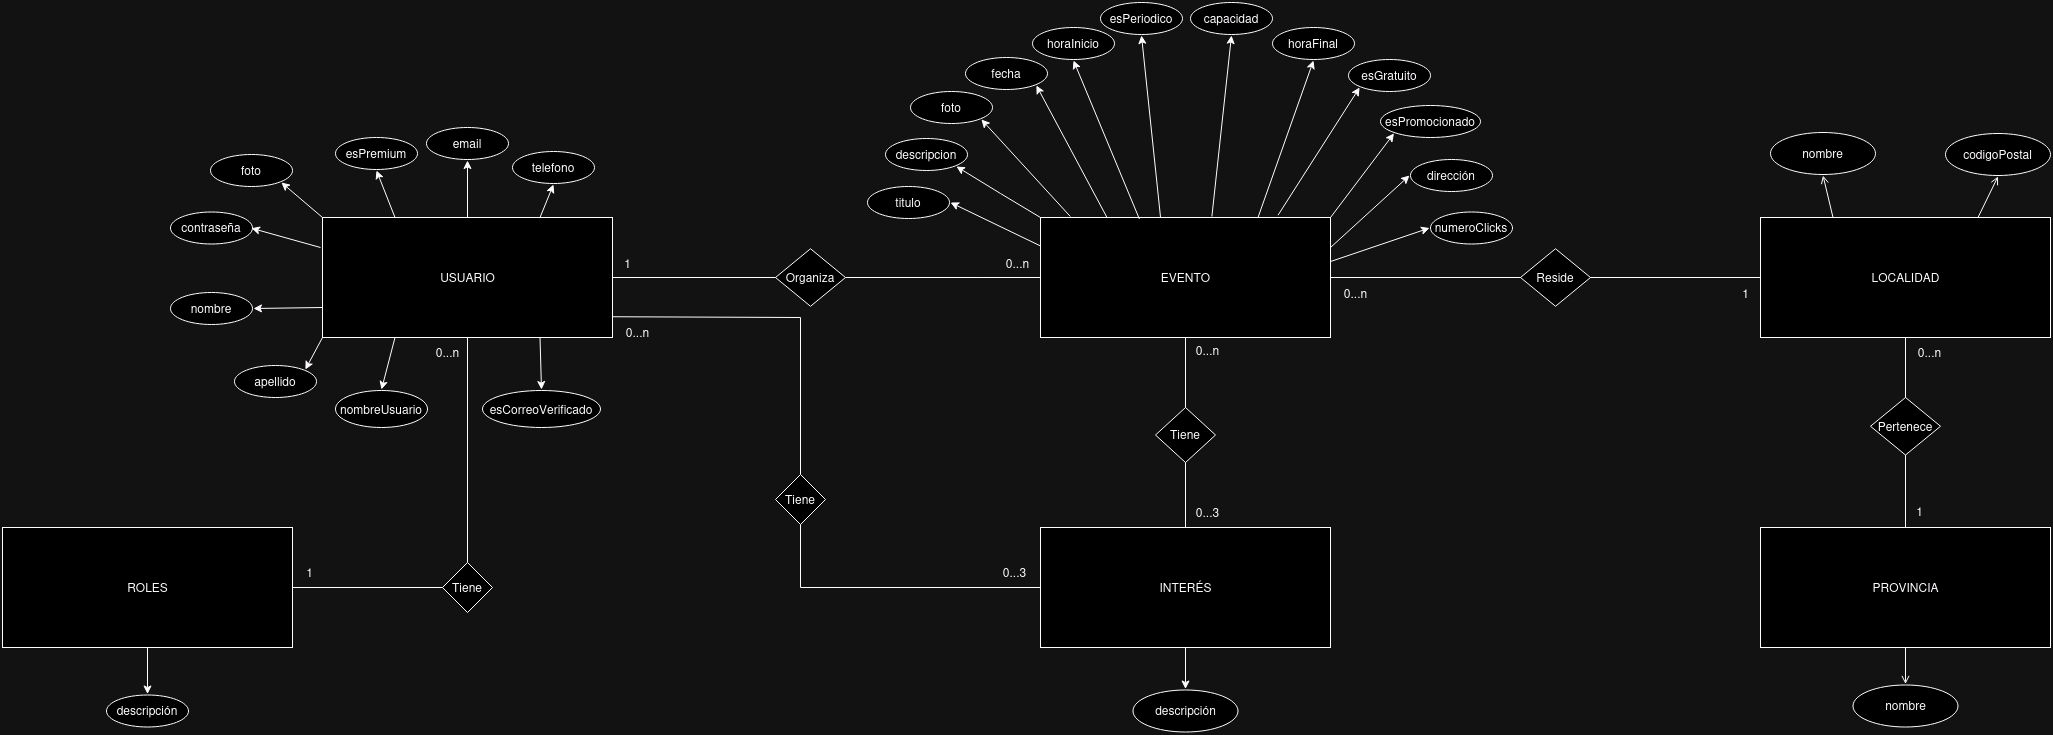 esPeriodico
capacidad
horaInicio
horaFinal
fecha
esGratuito
foto
esPromocionado
email
esPremium
descripcion
nombre
codigoPostal
telefono
foto
dirección
titulo
contraseña
numeroClicks
USUARIO
1
Organiza
0...n
EVENTO
0...n
Reside
1
LOCALIDAD
nombre
0...n
0...n
0...n
0...n
apellido
nombreUsuario
esCorreoVerificado
Tiene
Pertenece
Tiene
0...3
1
ROLES
1
Tiene
0...3
INTERÉS
PROVINCIA
descripción
descripción
nombre